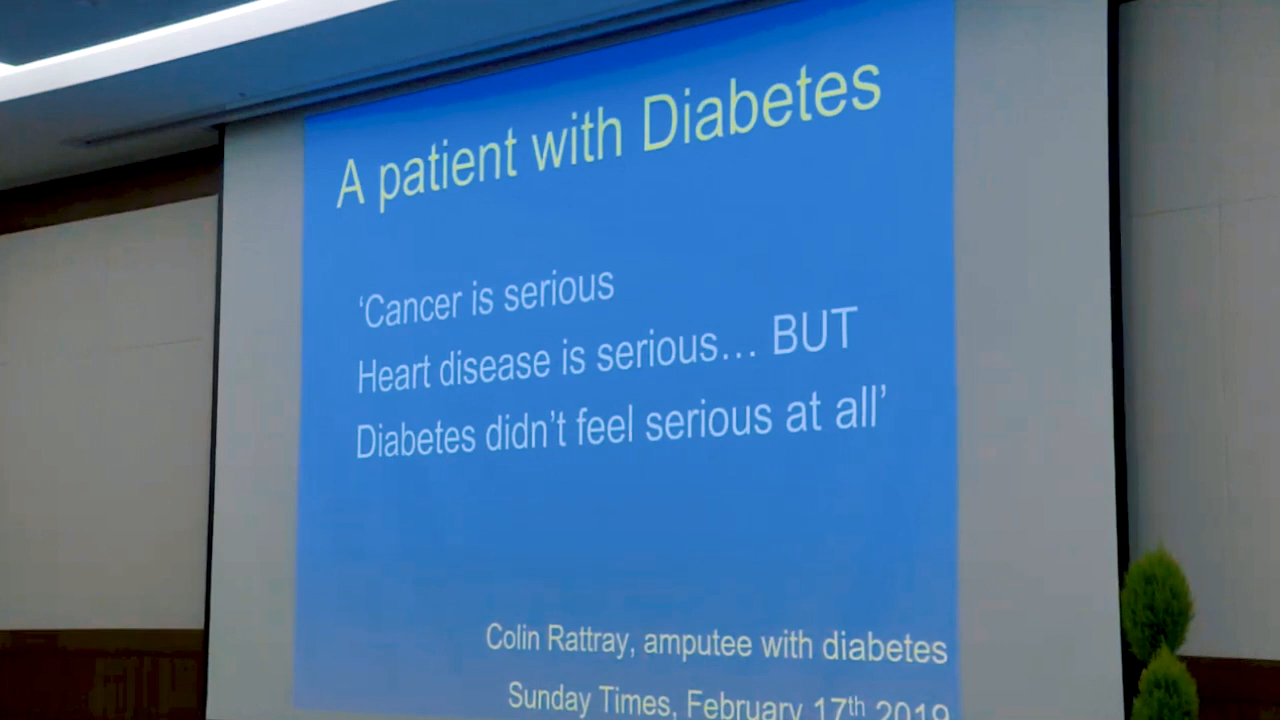 A patient with Diabetes
‘Cancer is serious
Heart disease is serious... BUT
Diabetes didn’t feel serious at all’
Colin Rattray, amputee with diabetes
Sunday Times, February 17th 2019